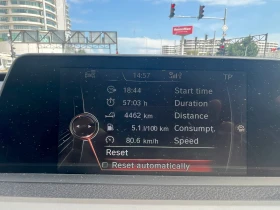 14:57
TP
18:44 Start time
57:03 h Duration
4462 km Distance
5.1 l/100 km Consumpt.
80.6 km/h Speed
Reset
Reset automatically